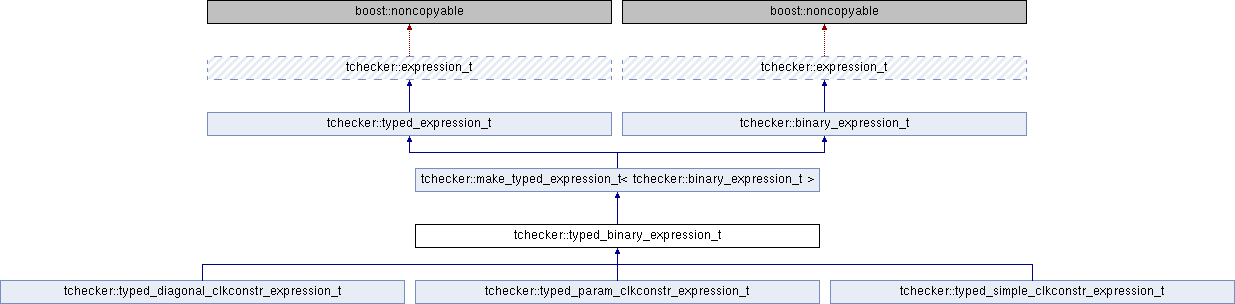 boost::noncopyable
boost::noncopyable
tchecker::expression_t
tchecker::expression_t
tchecker::typed_expression_t
tchecker::binary_expression_t
tchecker::make_typed_expression_t< tchecker::binary_expression_t >
tchecker::typed_binary_expression_t
tchecker::typed_diagonal_clkconstr_expression_t
tchecker::typed_param_clkconstr_expression_t
tchecker::typed_simple_clkconstr_expression_t